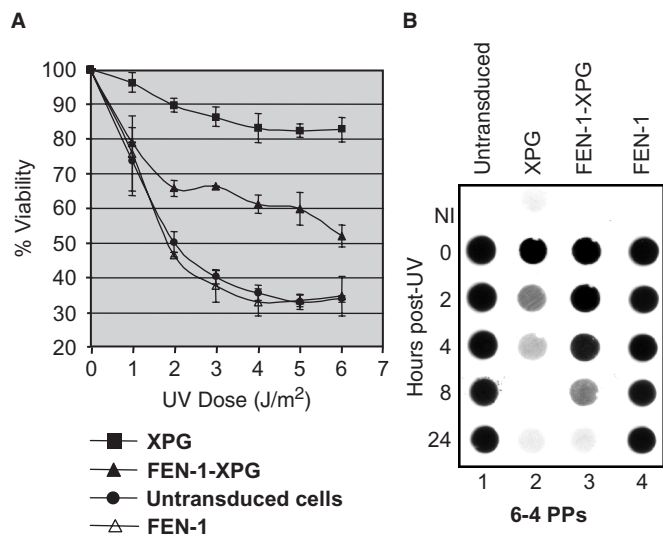 A
100
90
80
70
60
50
40
30
20
% Viability
0 1 2 3 4 5 6 7
UV Dose (J/m2)
XPG
FEN-1-XPG
Untransduced cells
FEN-1
B
Untransduced
XPG
FEN-1-XPG
FEN-1
NI
0
2
4
8
24
Hours post-UV
1 2 3 4
6-4 PPs